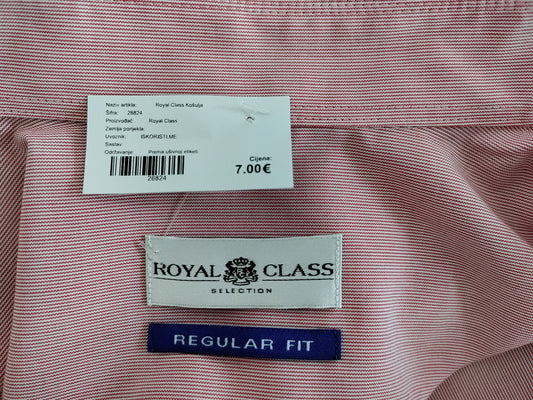 Naziv artikla: Royal Class Košulja
Šifra: 26824
Proizvođač: Royal Class
Zemlja porijekla:
Uvoznik: ISKORISTI.ME
Sastav:
Održavanje: Prema ušivnoj etiketi
Cijena:
7.00€
26824
ROYAL CLASS
SELECTION
REGULAR FIT